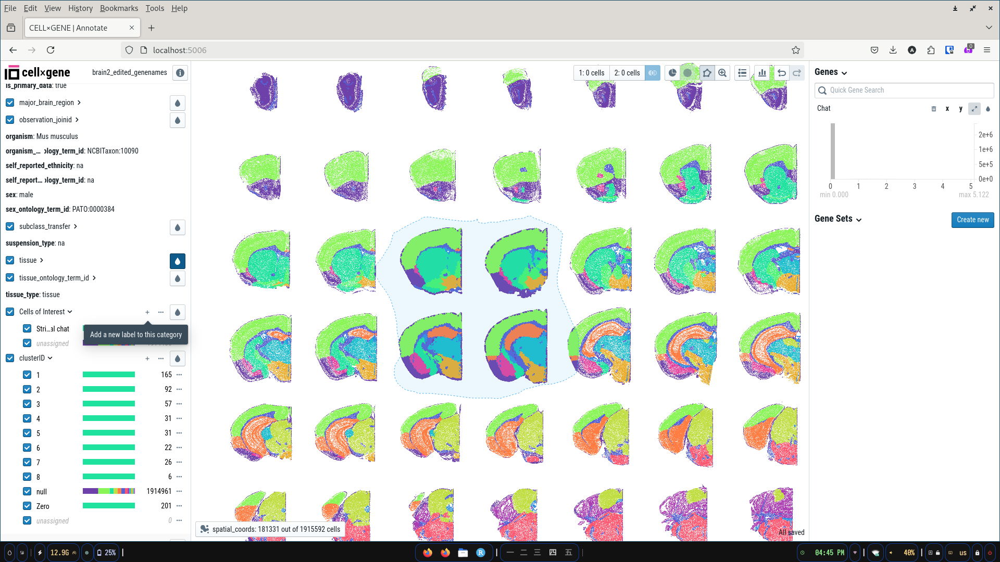 File Edit View History Bookmarks Tools Help
CELL×GENE | Annotate
localhost:5006
0
cell×gene
brain2_edited_genenames
is_primary_data: true
major_brain_region
observation_joinid
organism: Mus musculus
organism_... ology_term_id: NCBITaxon:10090
self_reported_ethnicity: na
self_report... ology_term_id: na
sex: male
sex_ontology_term_id: PATO:0000384
subclass_transfer
suspension_type: na
tissue
tissue_ontology_term_id
tissue_type: tissue
Cells of Interest
Stri...al chat
Add a new label to this category
unassigned
clusterID
1 165
2 92
3 57
4 31
5 31
6 22
7 26
8 6
null 1914961
Zero 201
unassigned 0
1: 0 cells 2: 0 cells
spatial_coords: 181331 out of 1915592 cells
All saved
Genes
Quick Gene Search
Chat x y
2e+6
1e+6
5e+5
0e+0
0 1 2 3 4 5
min 0.000 max 5.122
Gene Sets
Create new
12.9G 25% 一 二 三 四 五 04:45 PM 40% us